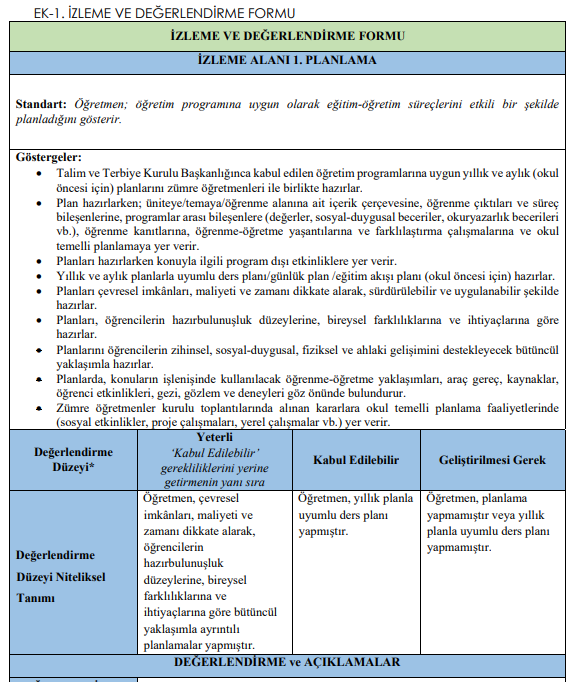 EK-1. İZLEME VE DEĞERLENDİRME FORMU
İZLEME VE DEĞERLENDİRME FORMU
İZLEME ALANI 1. PLANLAMA
Standart: Öğretmen; öğretim programına uygun olarak eğitim-öğretim süreçlerini etkili bir şekilde
planladığını gösterir.
Göstergeler:
• Talim ve Terbiye Kurulu Başkanlığınca kabul edilen öğretim programlarına uygun yıllık ve aylık (okul
öncesi için) planlarını zümre öğretmenleri ile birlikte hazırlar.
• Plan hazırlarken; üniteye/temaya/öğrenme alanına ait içerik çerçevesine, öğrenme çıktıları ve süreç
bileşenlerine, programlar arası bileşenlere (değerler, sosyal-duygusal beceriler, okuryazarlık becerileri
vb.), öğrenme kanıtlarına, öğrenme-öğretme yaşantılarına ve farklılaştırma çalışmalarına ve okul
temelli planlamaya yer verir.
• Planları hazırlarken konuyla ilgili program dışı etkinliklere yer verir.
• Yıllık ve aylık planlarla uyumlu ders planı/günlük plan /eğitim akışı planı (okul öncesi için) hazırlar.
• Planları çevresel imkânları, maliyeti ve zamanı dikkate alarak, sürdürülebilir ve uygulanabilir şekilde
hazırlar.
• Planları, öğrencilerin hazırbulunuşluk düzeylerine, bireysel farklılıklarına ve ihtiyaçlarına göre
hazırlar.
• Planlarını öğrencilerin zihinsel, sosyal-duygusal, fiziksel ve ahlaki gelişimini destekleyecek bütüncül
yaklaşımla hazırlar.
• Planlarda, konuların işlenişinde kullanılacak öğrenme-öğretme yaklaşımları, araç gereç, kaynaklar,
öğrenci etkinlikleri, gezi, gözlem ve deneyleri göz önünde bulundurur.
• Zümre öğretmenler kurulu toplantılarında alınan kararlara okul temelli planlama faaliyetlerinde
(sosyal etkinlikler, proje çalışmaları, yerel çalışmalar vb.) yer verir.
Değerlendirme
Düzeyi*
Yeterli
‘Kabul Edilebilir’
gerekliliklerini yerine
getirmenin yanı sıra
Kabul Edilebilir
Geliştirilmesi Gerek
Değerlendirme
Düzeyi Niteliksel
Tanımı
Öğretmen, çevresel
imkânları, maliyeti ve
zamanı dikkate alarak,
öğrencilerin
hazırbulunuşluk
düzeylerine, bireysel
farklılıklarına ve
ihtiyaçlarına göre bütüncül
yaklaşımla ayrıntılı
planlamalar yapmıştır.
Öğretmen, yıllık planla
uyumlu ders planı
yapmıştır.
Öğretmen, planlama
yapmamıştır veya yıllık
planla uyumlu ders planı
yapmamıştır.
DEĞERLENDİRME ve AÇIKLAMALAR